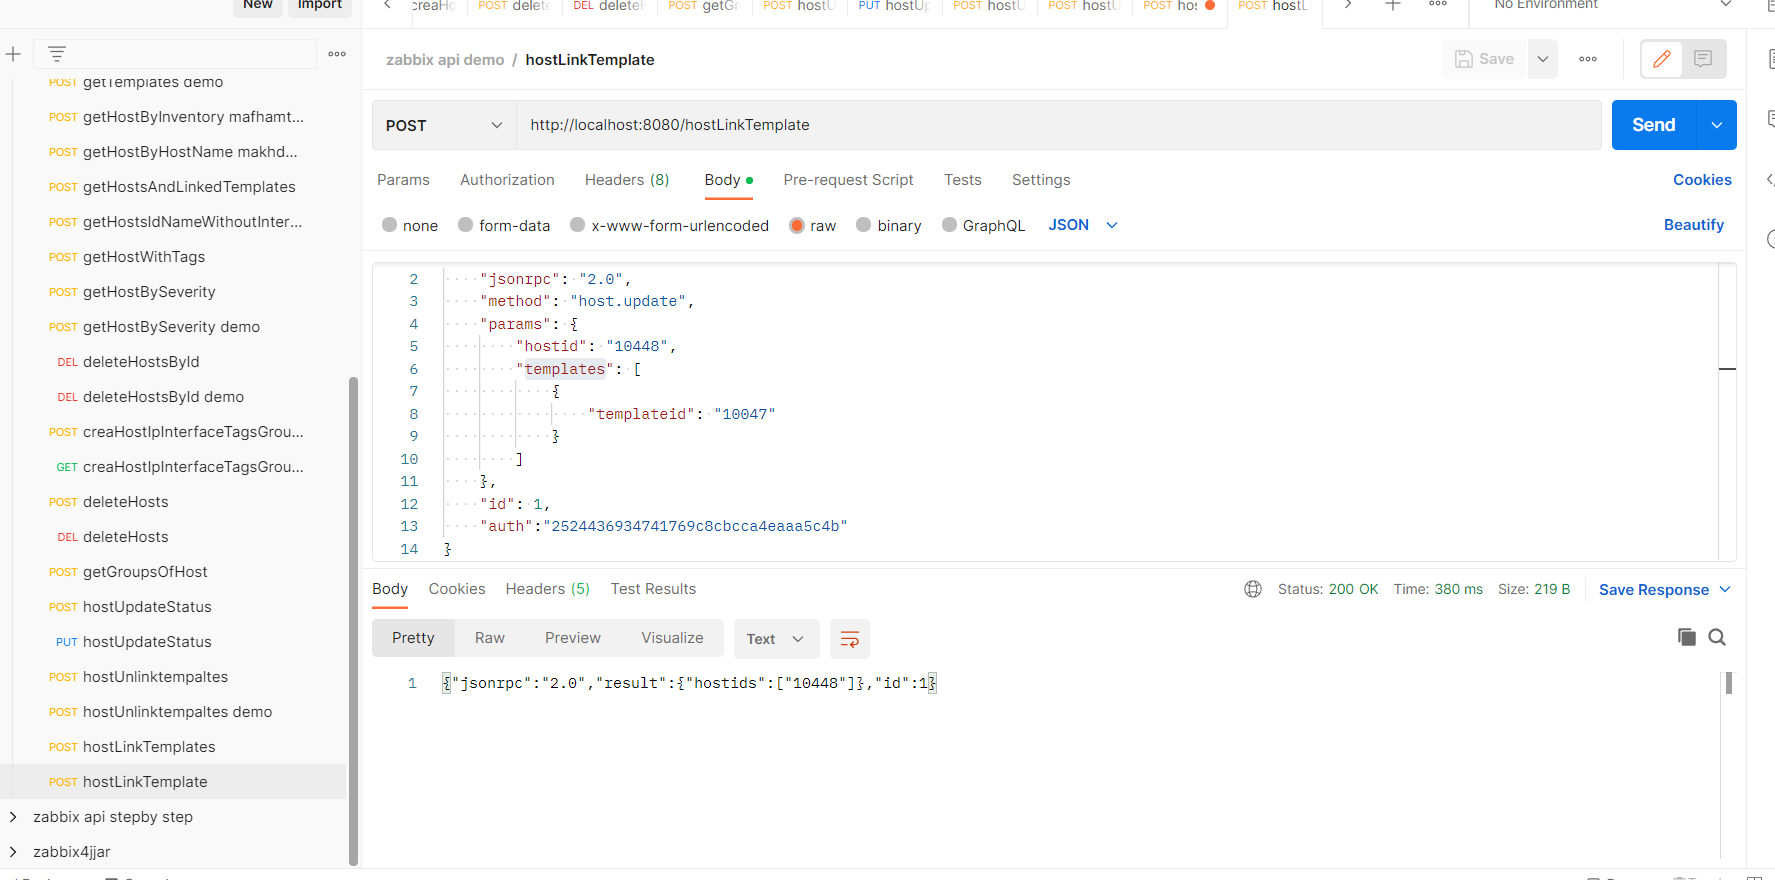 New Import
POST delete
DEL delete
POST getGr
POST hostU
PUT hostUp
POST hostU
POST hostU
POST hos
POST hostL
No Environment
zabbix api demo / hostLinkTemplate
Save
POST http://localhost:8080/hostLinkTemplate
Send
Params Authorization Headers (8) Body Pre-request Script Tests Settings Cookies
none form-data x-www-form-urlencoded raw binary GraphQL JSON Beautify
2 "jsonrpc": "2.0",
3 "method": "host.update",
4 "params": {
5 "hostid": "10448",
6 "templates": [
7 {
8 "templateid": "10047"
9 }
10 ]
11 },
12 "id": 1,
13 "auth":"2524436934741769c8cbcca4eaaa5c4b"
14 }
Body Cookies Headers (5) Test Results Status: 200 OK Time: 380 ms Size: 219 B Save Response
Pretty Raw Preview Visualize Text
1 {"jsonrpc":"2.0","result":{"hostids":["10448"]},"id":1}
POST getTemplates demo
POST getHostByInventory mafhamt...
POST getHostByHostName makhd...
POST getHostsAndLinkedTemplates
POST getHostsIdNameWithoutInter...
POST getHostWithTags
POST getHostBySeverity
POST getHostBySeverity demo
DEL deleteHostsById
DEL deleteHostsById demo
POST creaHostIpInterfaceTagsGrou...
GET creaHostIpInterfaceTagsGrou...
POST deleteHosts
DEL deleteHosts
POST getGroupsOfHost
POST hostUpdateStatus
PUT hostUpdateStatus
POST hostUnlinktempaltes
POST hostUnlinktempaltes demo
POST hostLinkTemplates
POST hostLinkTemplate
zabbix api stepby step
zabbix4jjar